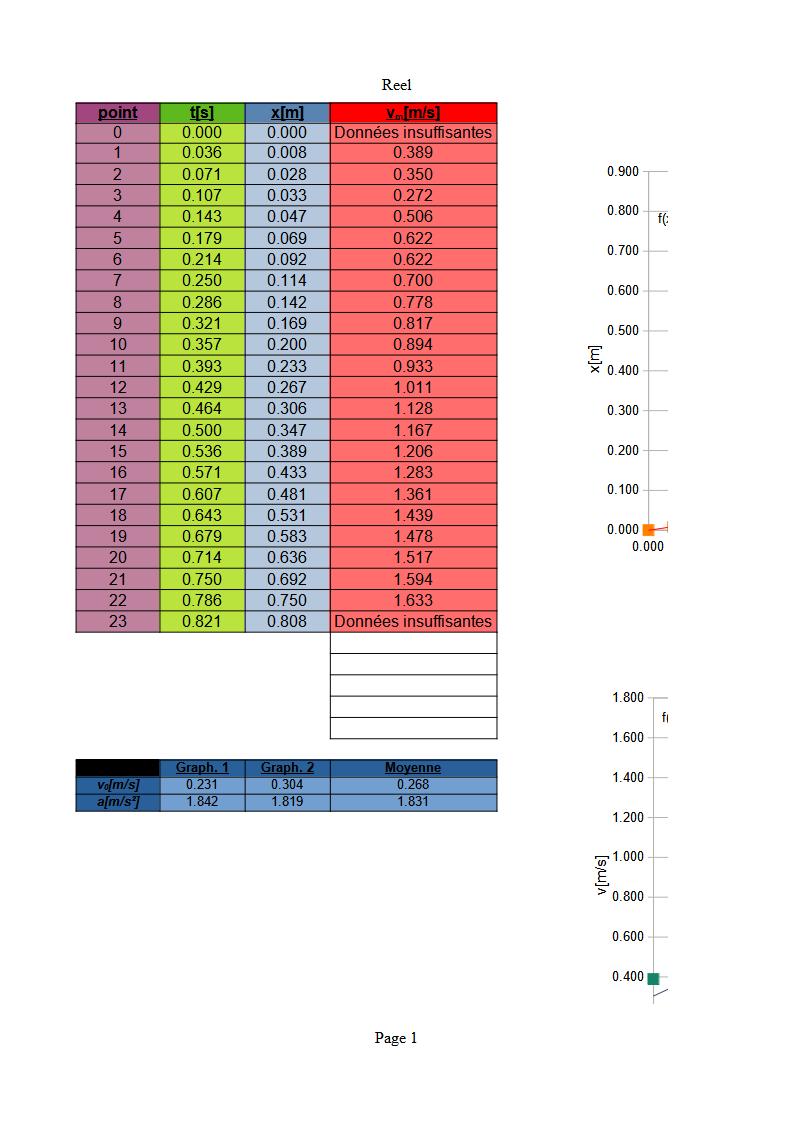 Reel
point t[s] x[m] vₘ[m/s]
0 0.000 0.000 Données insuffisantes
1 0.036 0.008 0.389
2 0.071 0.028 0.350
3 0.107 0.033 0.272
4 0.143 0.047 0.506
5 0.179 0.069 0.622
6 0.214 0.092 0.622
7 0.250 0.114 0.700
8 0.286 0.142 0.778
9 0.321 0.169 0.817
10 0.357 0.200 0.894
11 0.393 0.233 0.933
12 0.429 0.267 1.011
13 0.464 0.306 1.128
14 0.500 0.347 1.167
15 0.536 0.389 1.206
16 0.571 0.433 1.283
17 0.607 0.481 1.361
18 0.643 0.531 1.439
19 0.679 0.583 1.478
20 0.714 0.636 1.517
21 0.750 0.692 1.594
22 0.786 0.750 1.633
23 0.821 0.808 Données insuffisantes
Graph. 1 Graph. 2 Moyenne
v₀[m/s] 0.231 0.304 0.268
a[m/s²] 1.842 1.819 1.831
0.900
0.800
f(
0.700
0.600
0.500
x[m]
0.400
0.300
0.200
0.100
0.000
0.000
1.800
f(
1.600
1.400
1.200
1.000
v[m/s]
0.800
0.600
0.400
Page 1